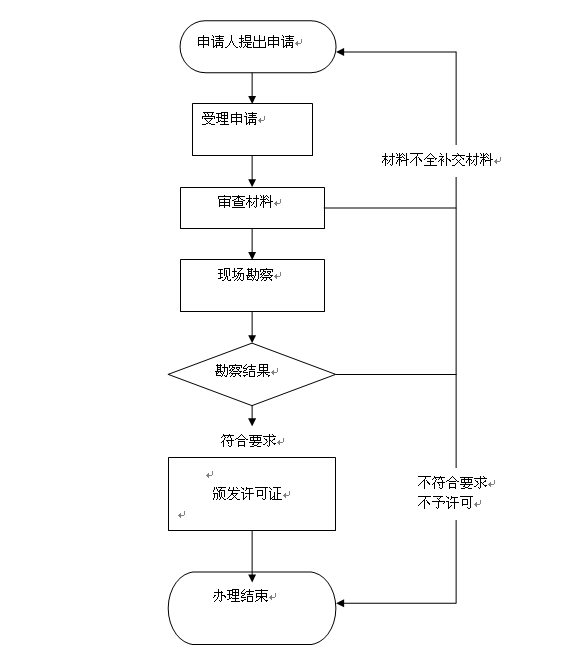 申请人提出申请
受理申请
材料不全补交材料
审查材料
现场勘察
勘察结果
符合要求
不符合要求
不予许可
颁发许可证
办理结束